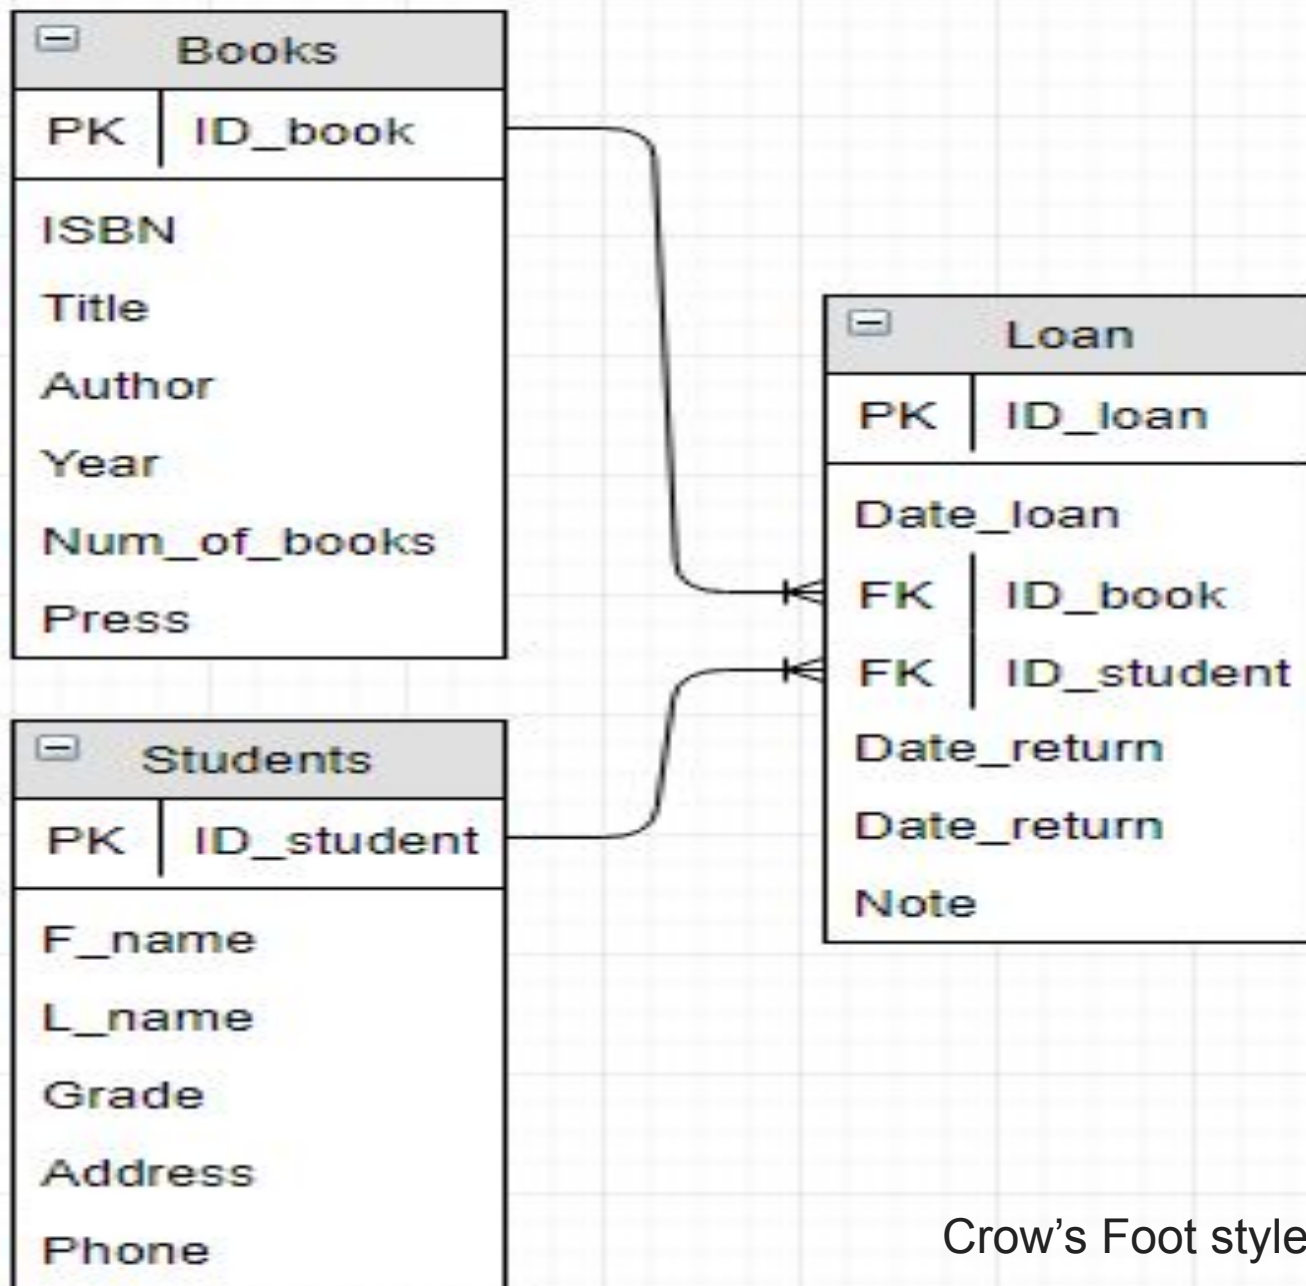 Books
PK ID_book
ISBN
Title
Author
Year
Num_of_books
Press
Students
PK ID_student
F_name
L_name
Grade
Address
Phone
Loan
PK ID_loan
Date_loan
FK ID_book
FK ID_student
Date_return
Date_return
Note
Crow’s Foot style